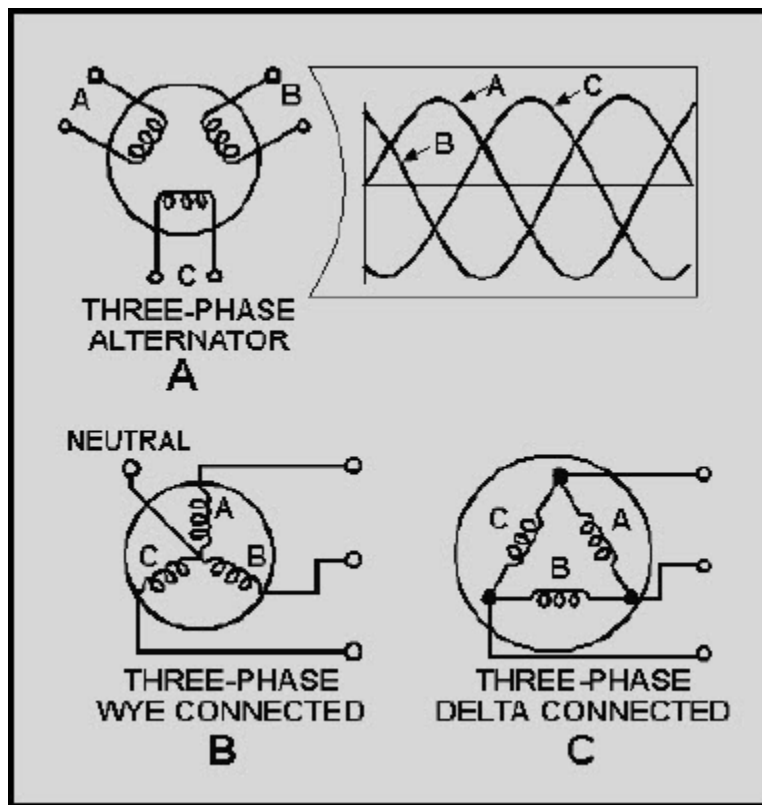 A
B
C
THREE-PHASE
ALTERNATOR
A
A
C
B
NEUTRAL
A
C
B
THREE-PHASE
WYE CONNECTED
B
C
A
B
THREE-PHASE
DELTA CONNECTED
C